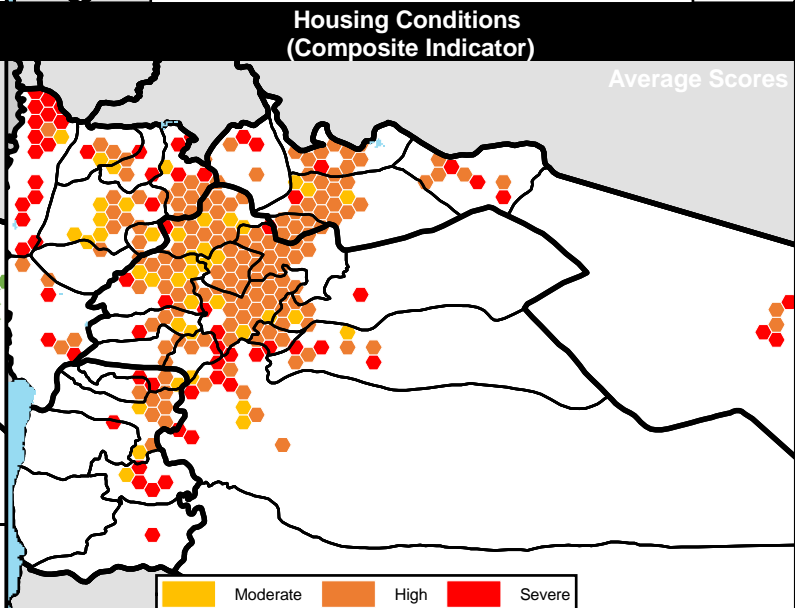 Housing Conditions
(Composite Indicator)
Average Scores
Moderate High Severe